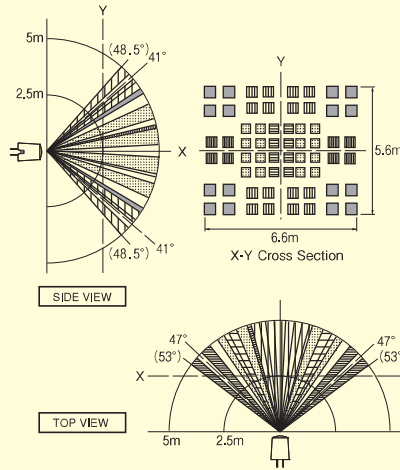 Y
5m
(48.5°)
41°
2.5m
X
41°
(48.5°)
SIDE VIEW
Y
5.6m
6.6m
X-Y Cross Section
47°
(53°)
47°
(53°)
X
TOP VIEW
5m
2.5m